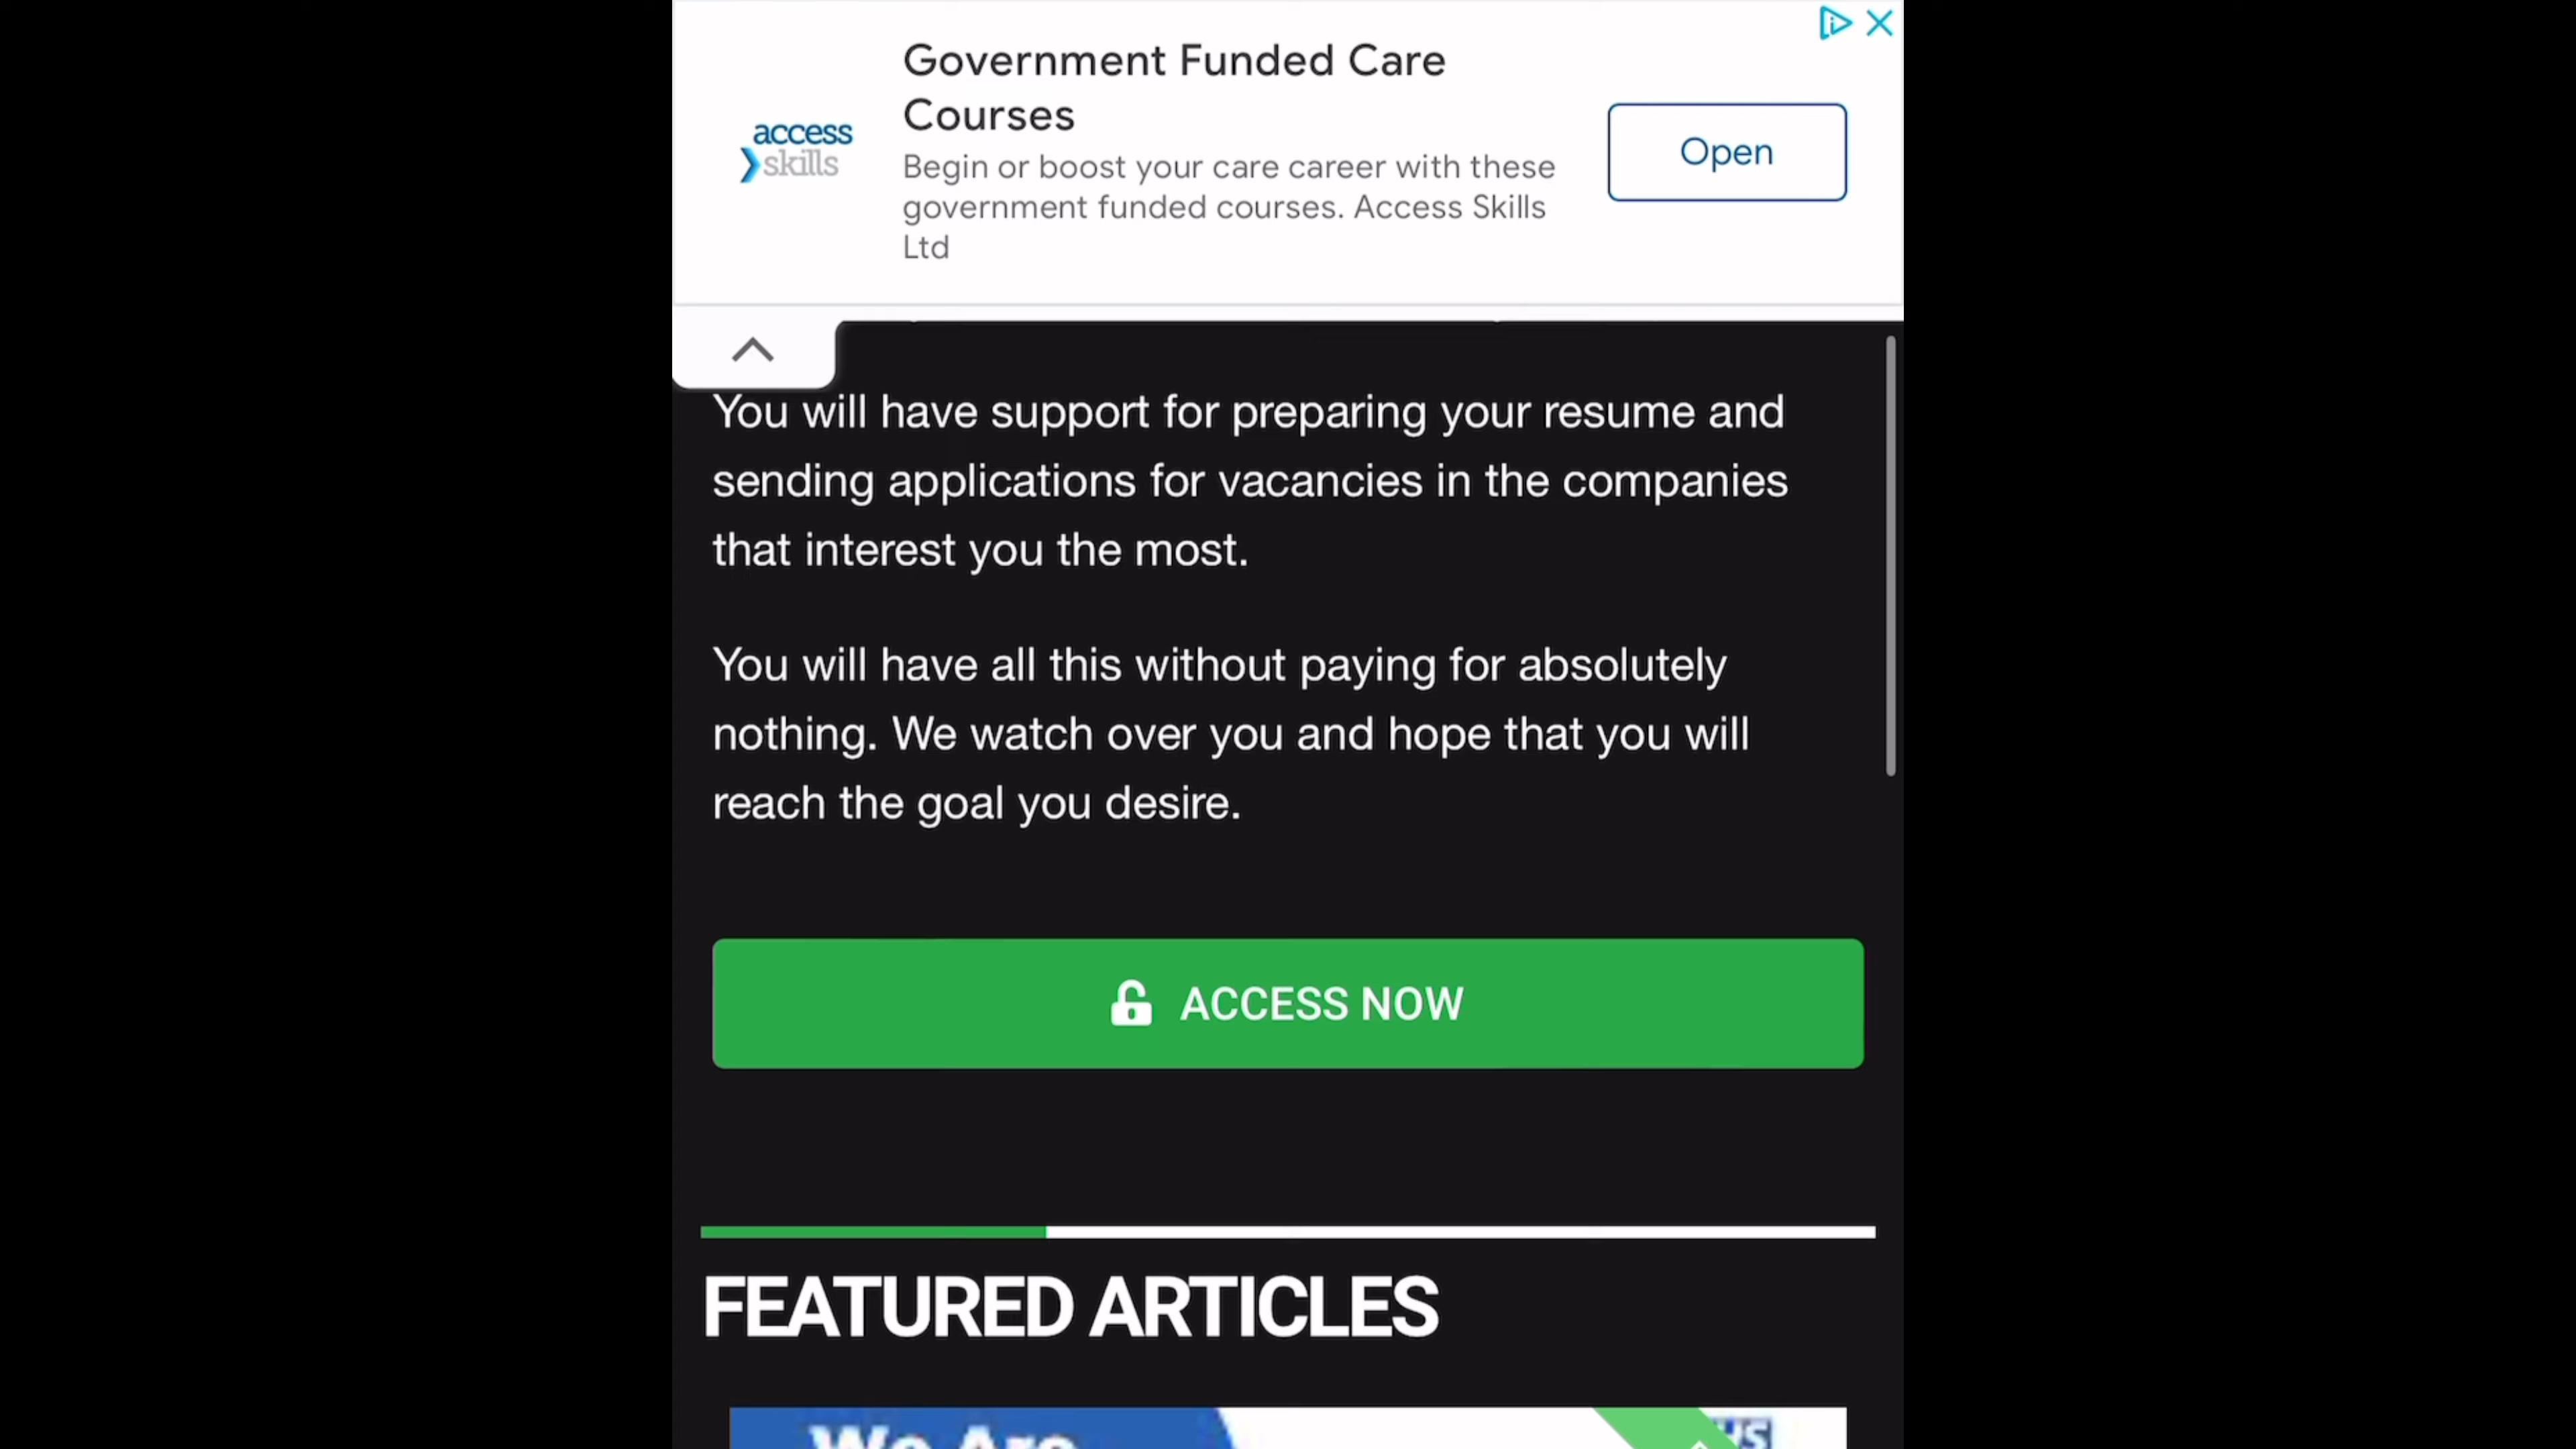 Government Funded Care
Courses
access
skills
Begin or boost your care career with these
government funded courses. Access Skills
Ltd
Open
You will have support for preparing your resume and
sending applications for vacancies in the companies
that interest you the most.
You will have all this without paying for absolutely
nothing. We watch over you and hope that you will
reach the goal you desire.
ACCESS NOW
FEATURED ARTICLES
We Are